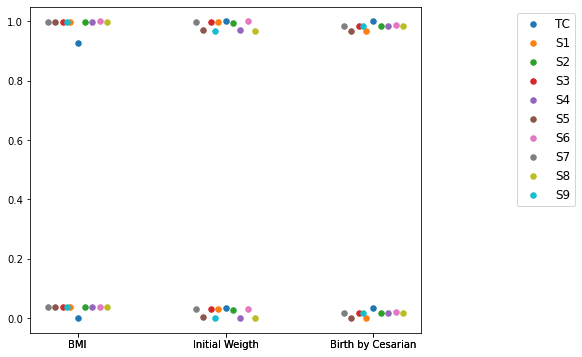 1.0
0.8
0.6
0.4
0.2
0.0
BMI
Initial Weigth
Birth by Cesarian
TC
S1
S2
S3
S4
S5
S6
S7
S8
S9